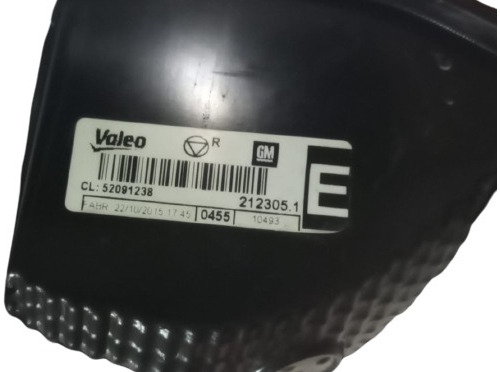 Valeo R GM E
CL: 52091238 212305.1
FABR. 22/10/2015 17:45 0455 10493